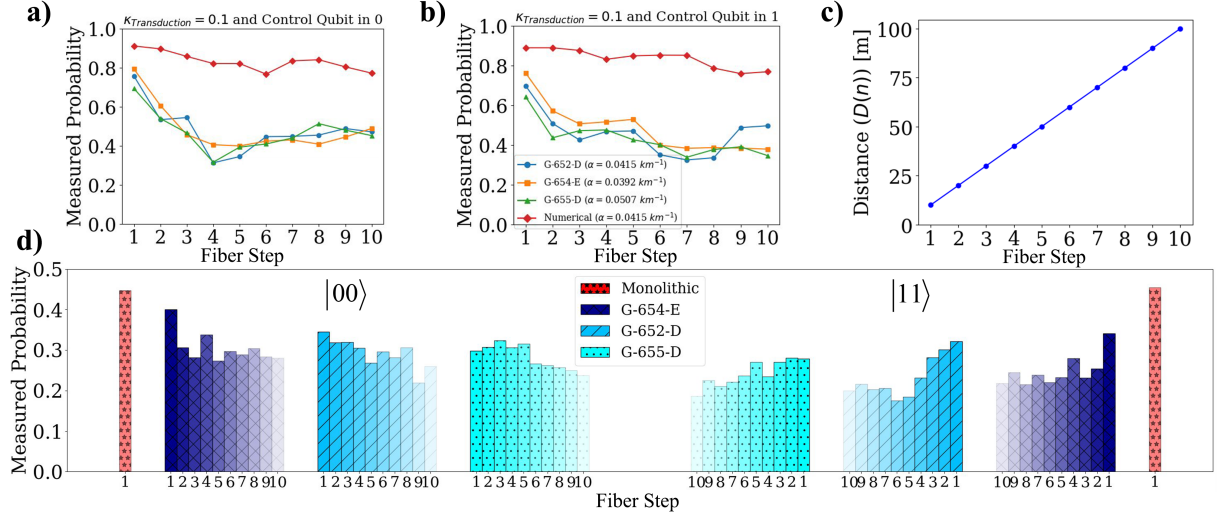 a)
κTransduction = 0.1 and Control Qubit in 0
Measured Probability
1.0
0.8
0.6
0.4
0.2
0.0
1 2 3 4 5 6 7 8 9 10
Fiber Step
b)
κTransduction = 0.1 and Control Qubit in 1
Measured Probability
1.0
0.8
0.6
0.4
0.2
0.0
G-652-D (α = 0.0415 km⁻¹)
G-654-E (α = 0.0392 km⁻¹)
G-655-D (α = 0.0507 km⁻¹)
Numerical (α = 0.0415 km⁻¹)
1 2 3 4 5 6 7 8 9 10
Fiber Step
c)
Distance (D(n)) [m]
100
75
50
25
0
1 2 3 4 5 6 7 8 9 10
Fiber Step
d)
Measured Probability
0.5
0.4
0.3
0.2
0.1
0.0
|00⟩
Monolithic
G-654-E
G-652-D
G-655-D
|11⟩
1 1 2 3 4 5 6 7 8 9 10 1 2 3 4 5 6 7 8 9 10 1 2 3 4 5 6 7 8 9 10 10 9 8 7 6 5 4 3 2 1 10 9 8 7 6 5 4 3 2 1 10 9 8 7 6 5 4 3 2 1 1
Fiber Step